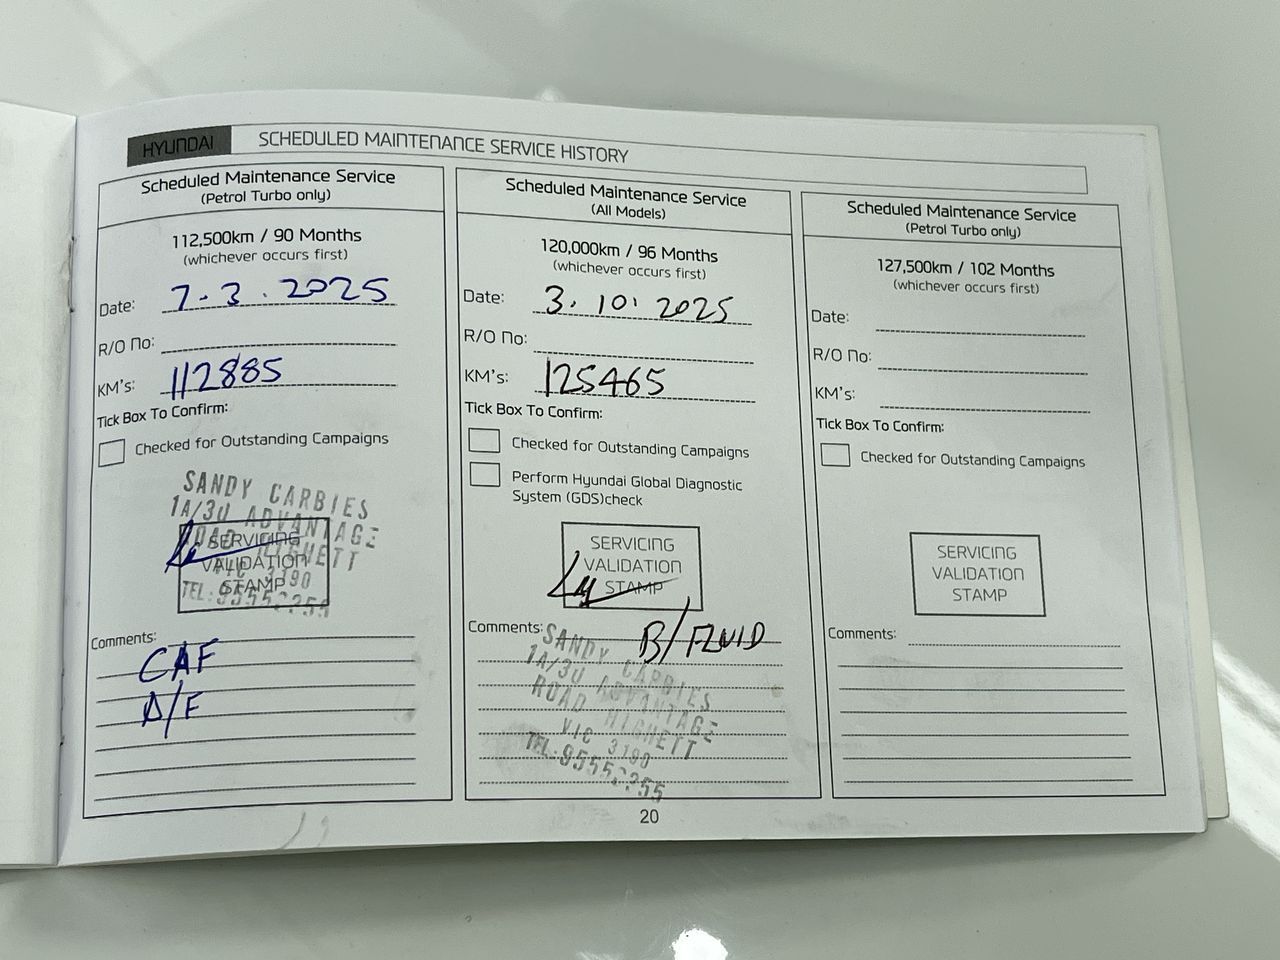 HYUNDAI
SCHEDULED MAINTENANCE SERVICE HISTORY
Scheduled Maintenance Service
(Petrol Turbo only)
112,500km / 90 Months
(whichever occurs first)
Date: 7.3.2025
R/O No:
KM's: 112885
Tick Box To Confirm:
Checked for Outstanding Campaigns
SANDY CARBIES
1A/30 ADVANTAGE
ROAD HIGHETT
VIC 3190
SERVICING
VALIDATION
STAMP
Comments:
CAF
A/F
Scheduled Maintenance Service
(All Models)
120,000km / 96 Months
(whichever occurs first)
Date: 3.10.2025
R/O No:
KM's: 125465
Tick Box To Confirm:
Checked for Outstanding Campaigns
Perform Hyundai Global Diagnostic
System (GDS)check
SERVICING
VALIDATION
STAMP
Comments: B/FLUID
SANDY CARBIES
1A/30 ADVANTAGE
ROAD HIGHETT
VIC 3190
Scheduled Maintenance Service
(Petrol Turbo only)
127,500km / 102 Months
(whichever occurs first)
Date:
R/O No:
KM's:
Tick Box To Confirm:
Checked for Outstanding Campaigns
SERVICING
VALIDATION
STAMP
Comments:
20